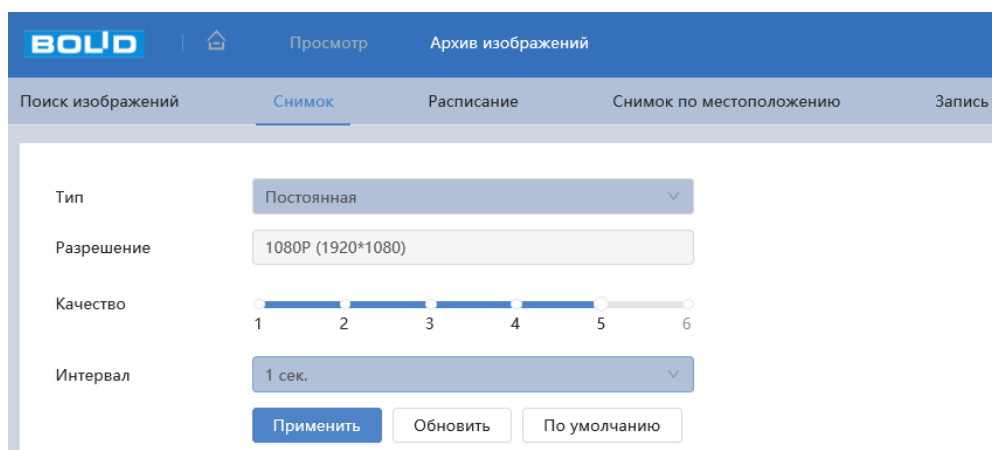 BOLID Просмотр Архив изображений
Поиск изображений Снимок Расписание Снимок по местоположению Запись
Тип Постоянная
Разрешение 1080P (1920*1080)
Качество
1 2 3 4 5 6
Интервал 1 сек.
Применить Обновить По умолчанию